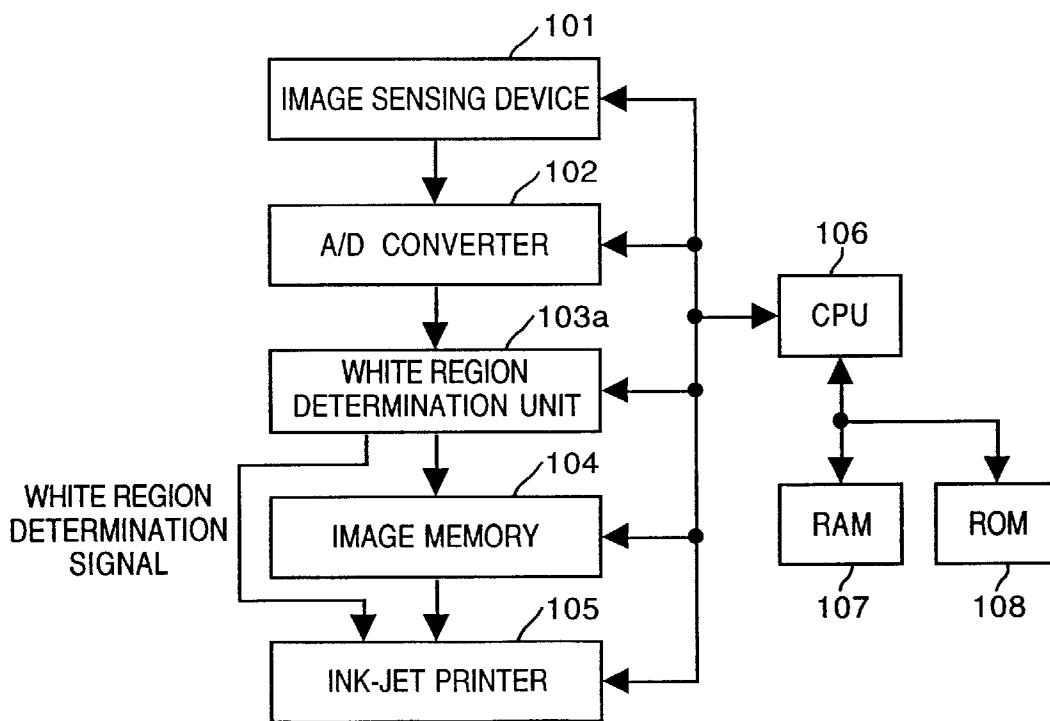 101
IMAGE SENSING DEVICE
102
A/D CONVERTER
106
CPU
103a
WHITE REGION
DETERMINATION UNIT
104
WHITE REGION
DETERMINATION
SIGNAL
IMAGE MEMORY
RAM
ROM
107
108
105
INK-JET PRINTER